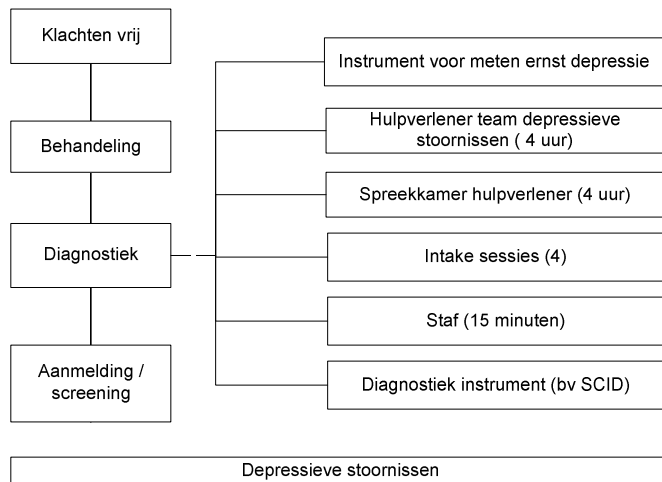 Klachten vrij
Behandeling
Diagnostiek
Aanmelding /
screening
Instrument voor meten ernst depressie
Hulpverlener team depressieve
stoornissen ( 4 uur)
Spreekkamer hulpverlener (4 uur)
Intake sessies (4)
Staf (15 minuten)
Diagnostiek instrument (bv SCID)
Depressieve stoornissen